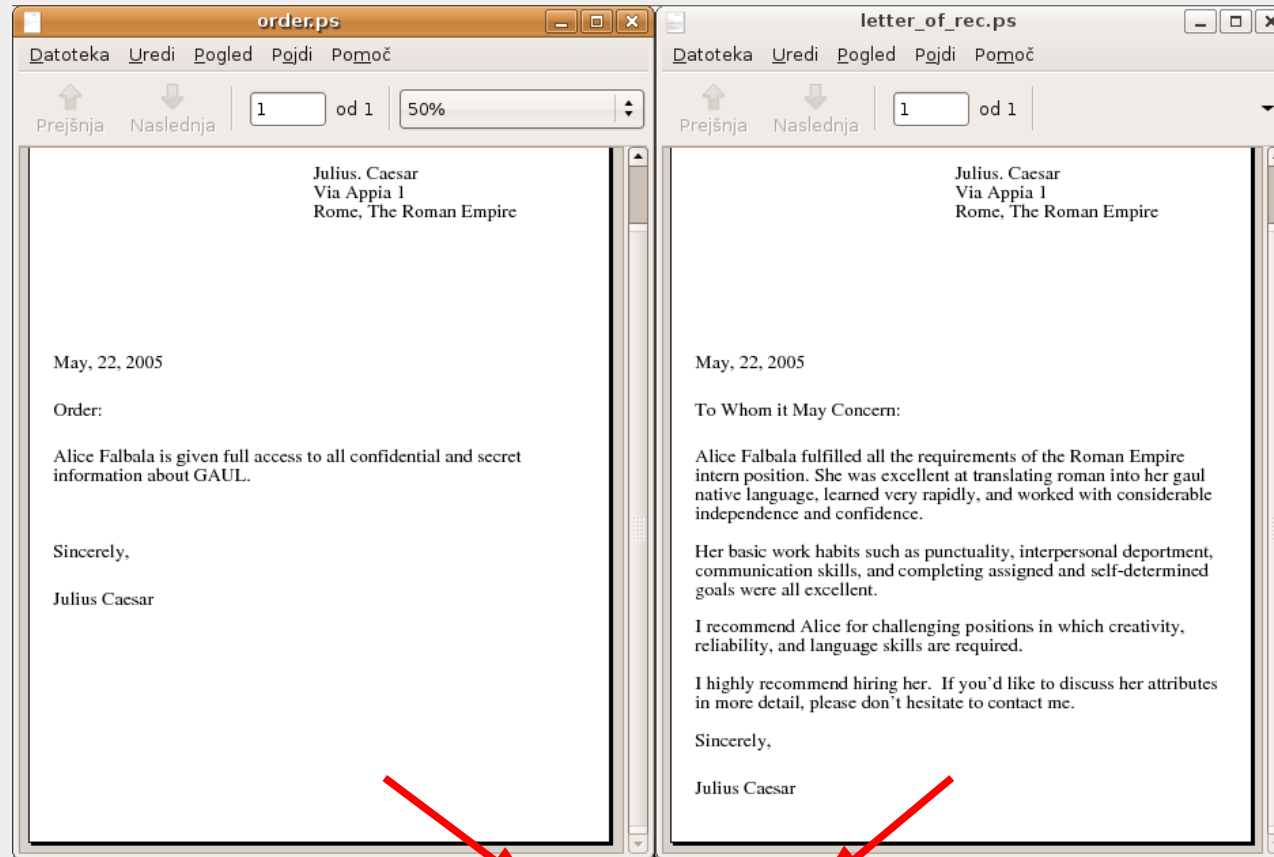 order.ps
Datoteka Uredi Pogled Pojdi Pomoč
Prejšnja Naslednja 1 od 1 50%
Julius. Caesar
Via Appia 1
Rome, The Roman Empire
May, 22, 2005
Order:
Alice Falbala is given full access to all confidential and secret
information about GAUL.
Sincerely,
Julius Caesar
letter_of_rec.ps
Datoteka Uredi Pogled Pojdi Pomoč
Prejšnja Naslednja 1 od 1
Julius. Caesar
Via Appia 1
Rome, The Roman Empire
May, 22, 2005
To Whom it May Concern:
Alice Falbala fulfilled all the requirements of the Roman Empire
intern position. She was excellent at translating roman into her gaul
native language, learned very rapidly, and worked with considerable
independence and confidence.
Her basic work habits such as punctuality, interpersonal deportment,
communication skills, and completing assigned and self-determined
goals were all excellent.
I recommend Alice for challenging positions in which creativity,
reliability, and language skills are required.
I highly recommend hiring her.  If you'd like to discuss her attributes
in more detail, please don't hesitate to contact me.
Sincerely,
Julius Caesar